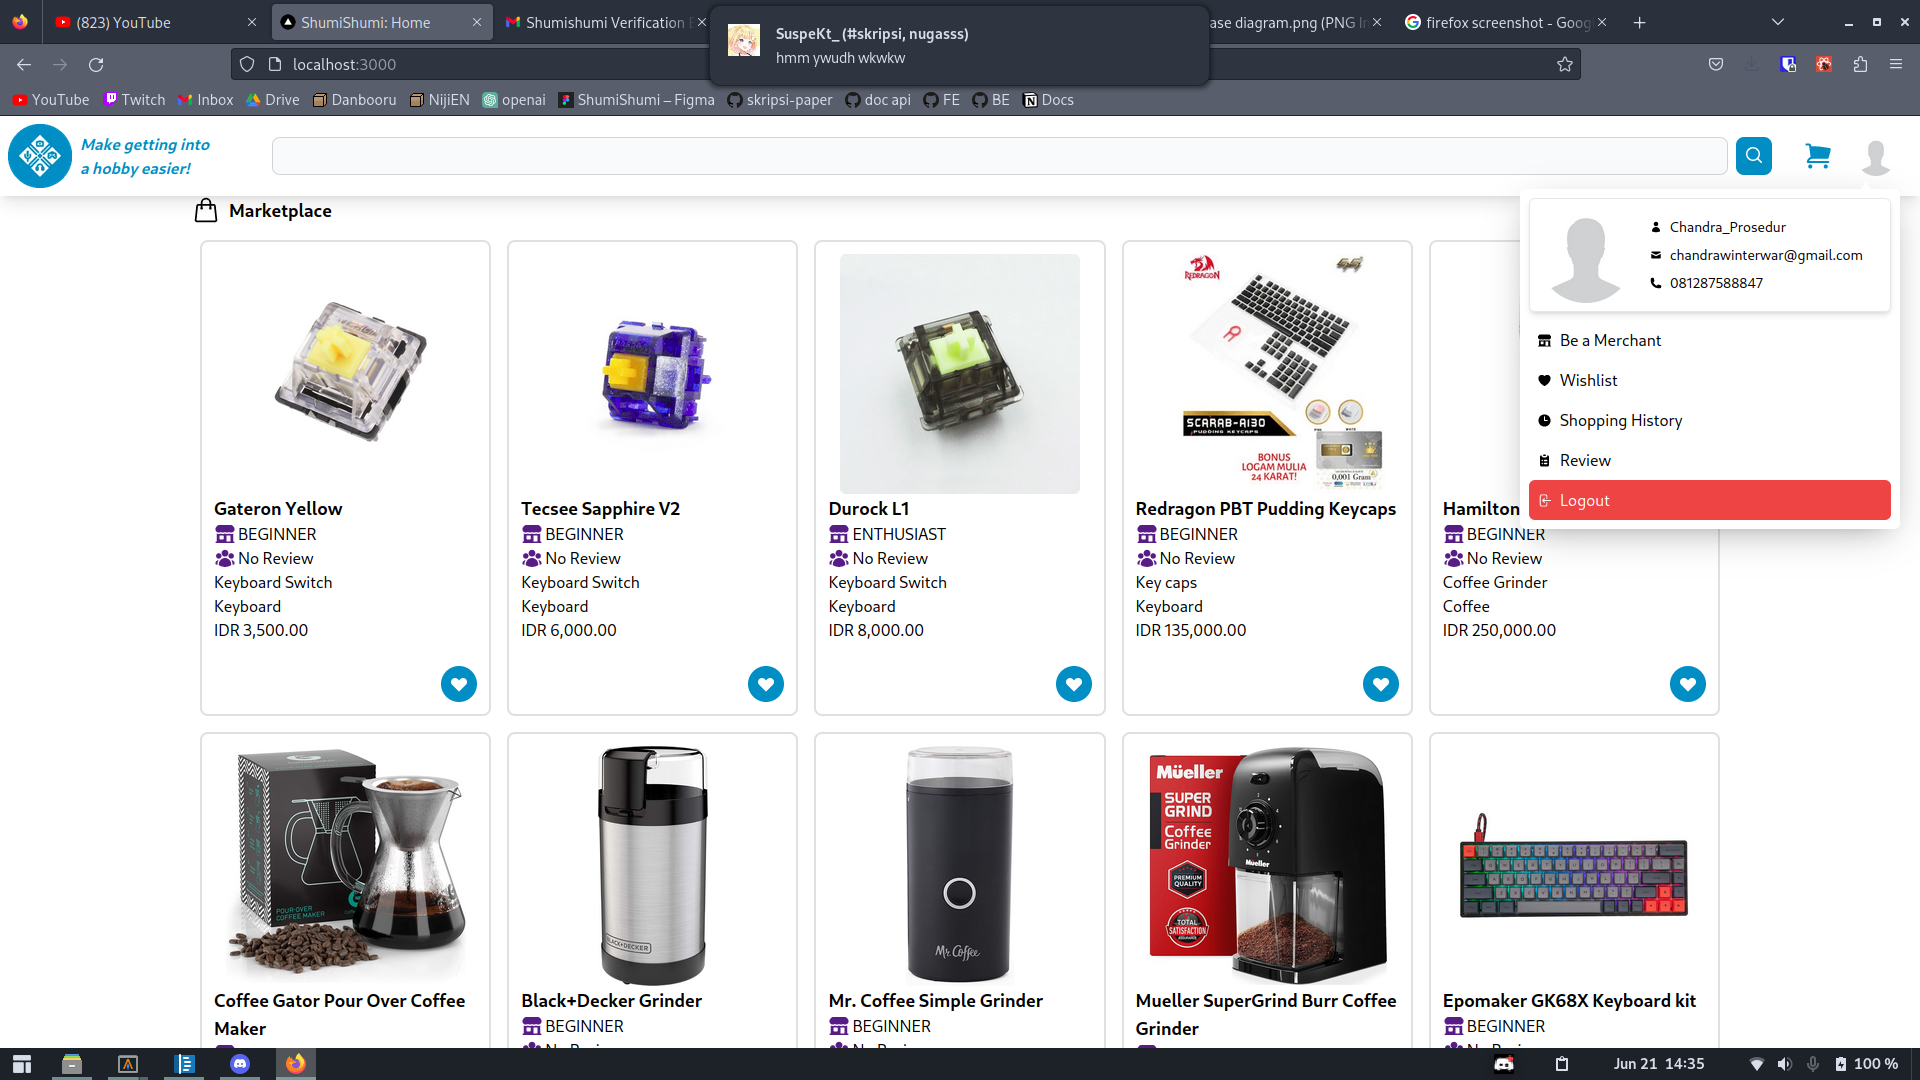 (823) YouTube
ShumiShumi: Home
Shumishumi Verification
ase diagram.png (PNG I
firefox screenshot - Goog
SuspeKt_ (#skripsi, nugasss)
hmm ywudh wkwkw
localhost:3000
YouTube
Twitch
Inbox
Drive
Danbooru
NijiEN
openai
ShumiShumi – Figma
skripsi-paper
doc api
FE
BE
Docs
Make getting into
a hobby easier!
Marketplace
Chandra_Prosedur
chandrawinterwar@gmail.com
081287588847
Be a Merchant
Wishlist
Shopping History
Review
Logout
REDRAGON
SCARAB-A130
PUDDING KEYCAPS
BONUS
LOGAM MULIA
24 KARAT!
0,001 Gram
Gateron Yellow
BEGINNER
No Review
Keyboard Switch
Keyboard
IDR 3,500.00
Tecsee Sapphire V2
BEGINNER
No Review
Keyboard Switch
Keyboard
IDR 6,000.00
Durock L1
ENTHUSIAST
No Review
Keyboard Switch
Keyboard
IDR 8,000.00
Redragon PBT Pudding Keycaps
BEGINNER
No Review
Key caps
Keyboard
IDR 135,000.00
Hamilton
BEGINNER
No Review
Coffee Grinder
Coffee
IDR 250,000.00
POUR-OVER
COFFEE MAKER
BLACK+DECKER
Mr. Coffee
Mueller
SUPER
GRIND
Coffee
Grinder
PREMIUM
QUALITY
TOTAL
SATISFACTION
Mueller
Coffee Gator Pour Over Coffee
Maker
Black+Decker Grinder
BEGINNER
No Revi
Mr. Coffee Simple Grinder
BEGINNER
No Revi
Mueller SuperGrind Burr Coffee
Grinder
Epomaker GK68X Keyboard kit
BEGINNER
No Revi
Jun 21 14:35
100 %